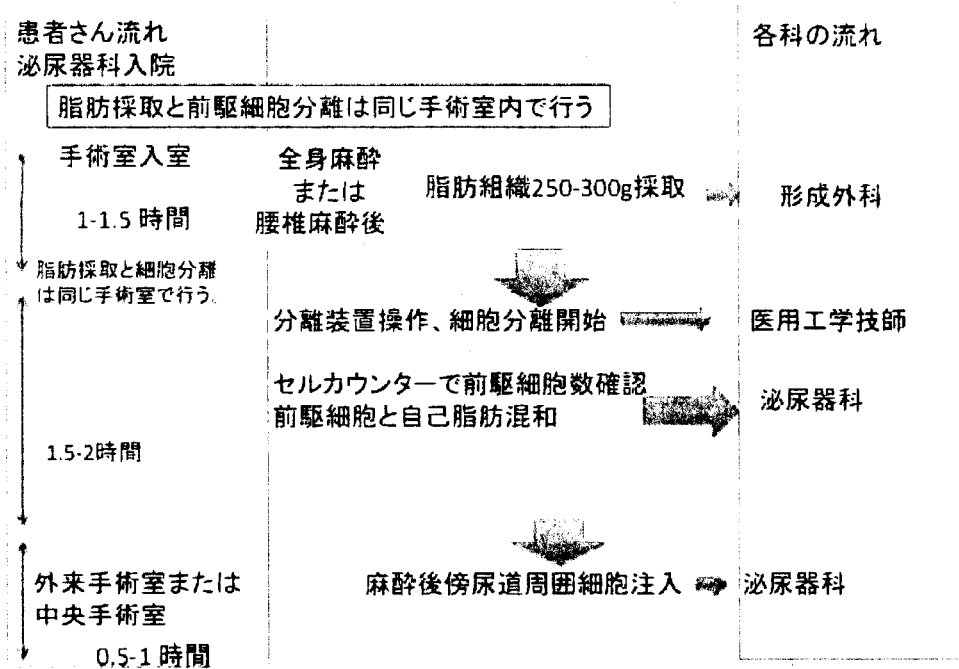 患者さん流れ
泌尿器科入院
各科の流れ
脂肪採取と前駆細胞分離は同じ手術室内で行う
手術室入室
1-1.5 時間
全身麻酔
または
腰椎麻酔後
脂肪組織250-300g採取
形成外科
脂肪採取と細胞分離
は同じ手術室で行う.
分離装置操作、細胞分離開始
医用工学技師
セルカウンターで前駆細胞数確認
前駆細胞と自己脂肪混和
泌尿器科
1.5-2時間
外来手術室または
中央手術室
0.5-1 時間
麻酔後傍尿道周囲細胞注入
泌尿器科